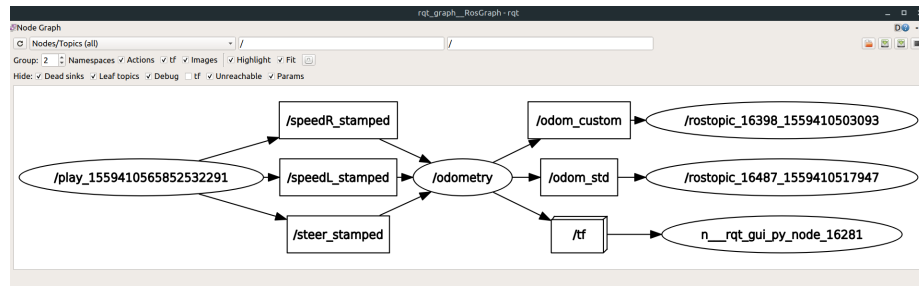 rqt_graph__RosGraph - rqt
Node Graph
D
Nodes/Topics (all) / /
Group: 2 Namespaces Actions tf Images Highlight Fit
Hide: Dead sinks Leaf topics Debug tf Unreachable Params
/speedR_stamped /odom_custom /rostopic_16398_1559410503093
/play_1559410565852532291 /speedL_stamped /odometry /odom_std /rostopic_16487_1559410517947
/steer_stamped /tf n___rqt_gui_py_node_16281